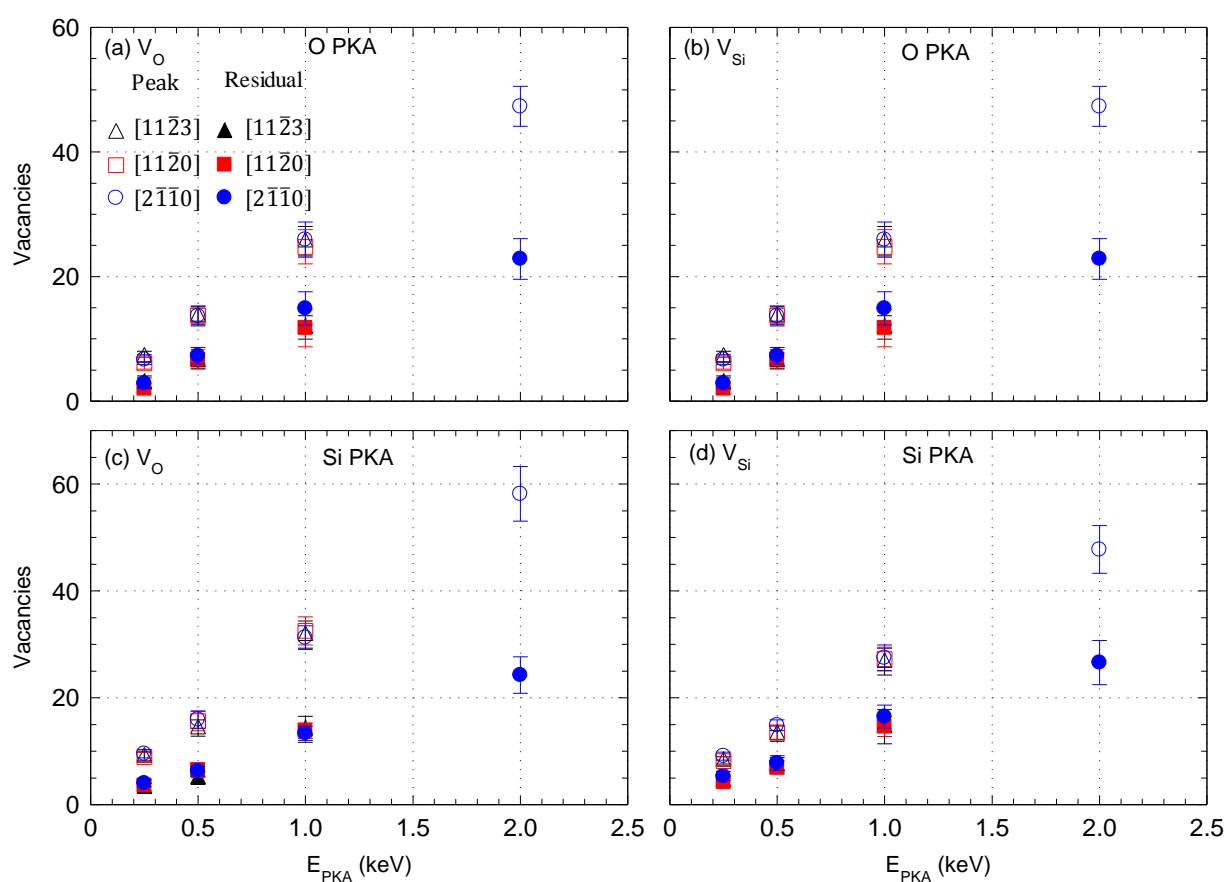 (a) V_O O PKA
Peak Residual
[112̅3] [112̅3]
[112̅0] [112̅0]
[21̅1̅0] [21̅1̅0]
(b) V_Si O PKA
60
40
20
0
Vacancies
(c) V_O Si PKA
(d) V_Si Si PKA
60
40
20
0
Vacancies
0 0.5 1.0 1.5 2.0 2.5
0 0.5 1.0 1.5 2.0 2.5
E_PKA (keV)
E_PKA (keV)